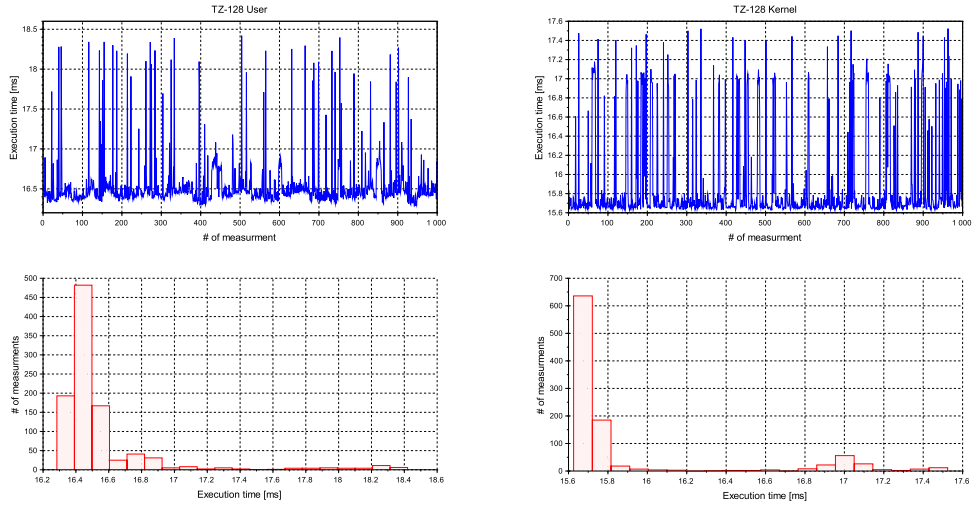 TZ-128 User
Execution time [ms]
18.5
18
17.5
17
16.5
0 100 200 300 400 500 600 700 800 900 1 000
# of measurment
TZ-128 Kernel
Execution time [ms]
17.6
17.4
17.2
17
16.8
16.6
16.4
16.2
16
15.8
15.6
0 100 200 300 400 500 600 700 800 900 1 000
# of measurment
# of measurments
500
450
400
350
300
250
200
150
100
50
0
16.2 16.4 16.6 16.8 17 17.2 17.4 17.6 17.8 18 18.2 18.4 18.6
Execution time [ms]
# of measurments
700
600
500
400
300
200
100
0
15.6 15.8 16 16.2 16.4 16.6 16.8 17 17.2 17.4 17.6
Execution time [ms]